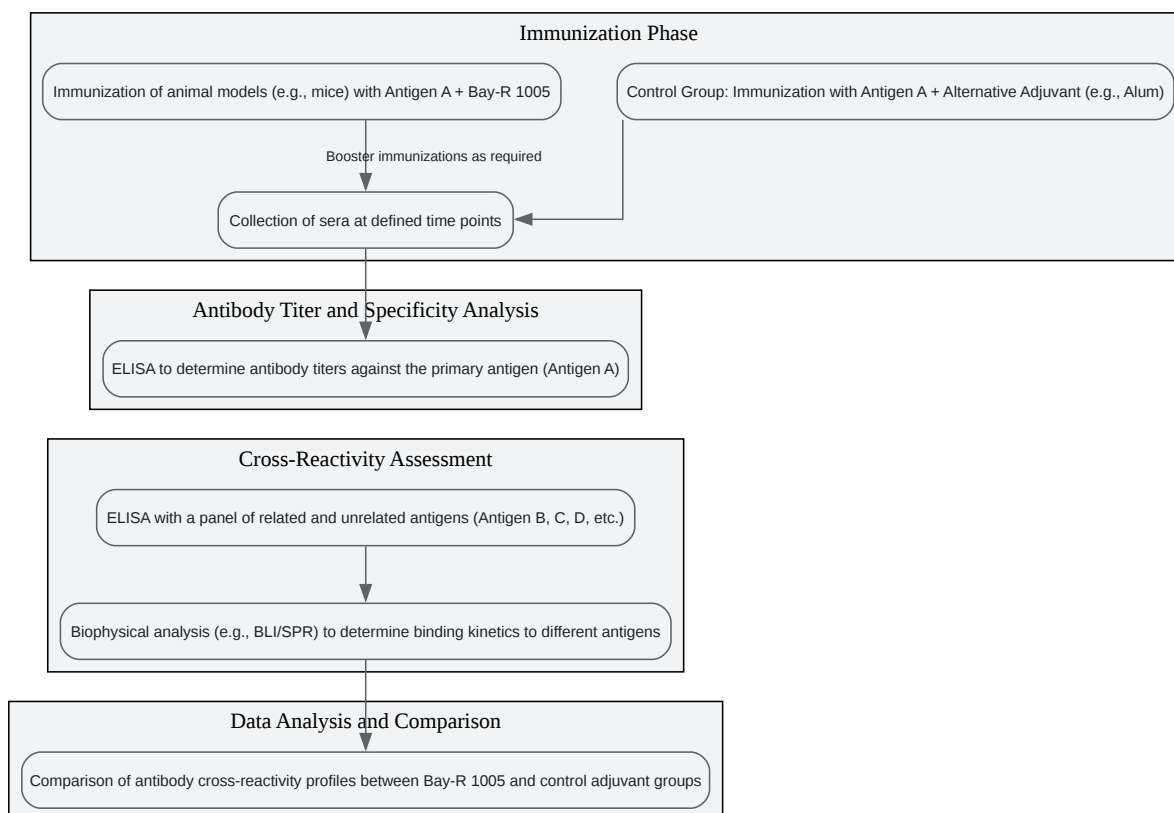 Immunization Phase
Immunization of animal models (e.g., mice) with Antigen A + Bay-R 1005
Control Group: Immunization with Antigen A + Alternative Adjuvant (e.g., Alum)
Booster immunizations as required
Collection of sera at defined time points
Antibody Titer and Specificity Analysis
ELISA to determine antibody titers against the primary antigen (Antigen A)
Cross-Reactivity Assessment
ELISA with a panel of related and unrelated antigens (Antigen B, C, D, etc.)
Biophysical analysis (e.g., BLI/SPR) to determine binding kinetics to different antigens
Data Analysis and Comparison
Comparison of antibody cross-reactivity profiles between Bay-R 1005 and control adjuvant groups